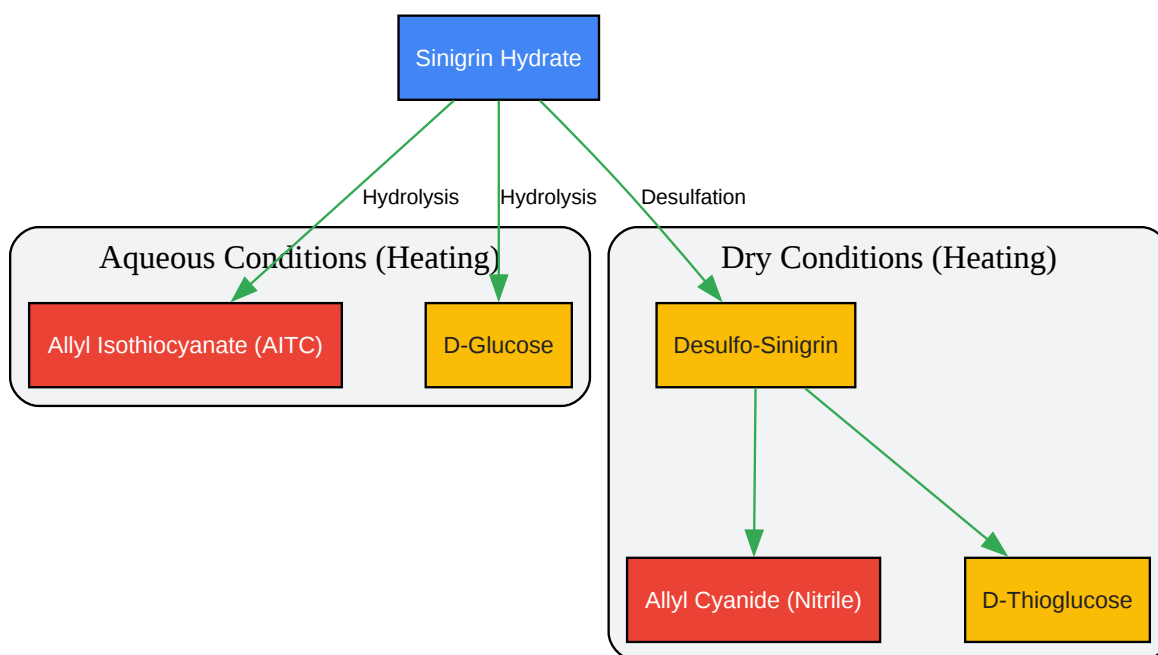 Sinigrin Hydrate
Hydrolysis
Hydrolysis
Desulfation
Aqueous Conditions (Heating)
Dry Conditions (Heating)
Allyl Isothiocyanate (AITC)
D-Glucose
Desulfo-Sinigrin
Allyl Cyanide (Nitrile)
D-Thioglucose